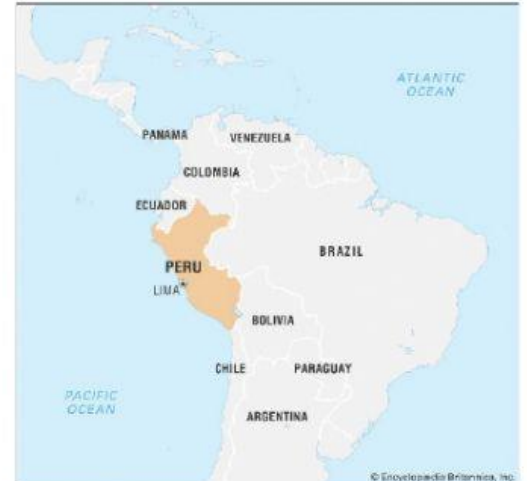 ATLANTIC
OCEAN
PANAMA
VENEZUELA
COLOMBIA
ECUADOR
BRAZIL
PERU
LIMA
BOLIVIA
CHILE
PARAGUAY
PACIFIC
OCEAN
ARGENTINA
© Encyclopædia Britannica, Inc.